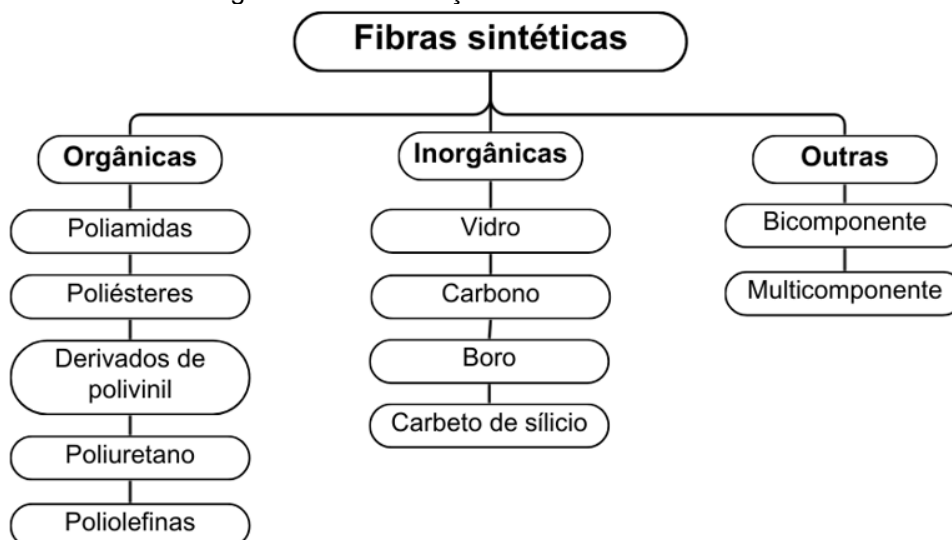 Fibras sintéticas
Orgânicas
Poliamidas
Poliésteres
Derivados de
polivinil
Poliuretano
Poliolefinas
Inorgânicas
Vidro
Carbono
Boro
Carbeto de sílicio
Outras
Bicomponente
Multicomponente